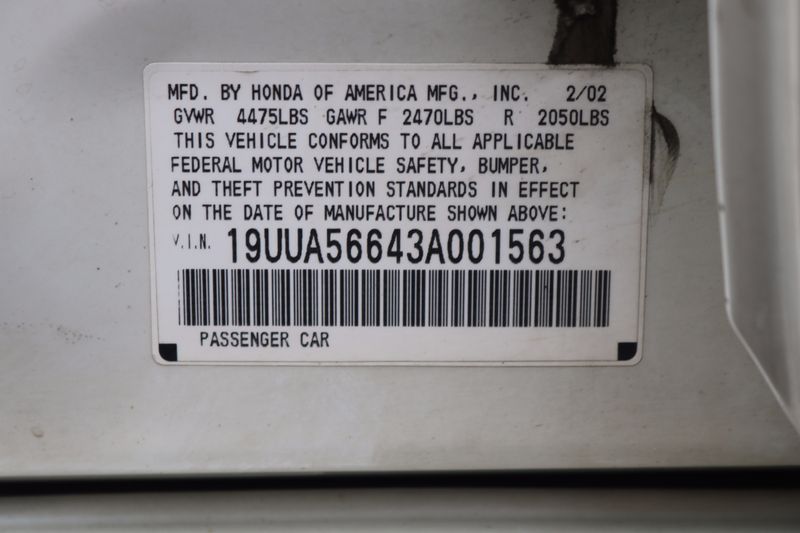 MFD. BY HONDA OF AMERICA MFG., INC. 2/02
GVWR 4475LBS GAWR F 2470LBS R 2050LBS
THIS VEHICLE CONFORMS TO ALL APPLICABLE
FEDERAL MOTOR VEHICLE SAFETY, BUMPER,
AND THEFT PREVENTION STANDARDS IN EFFECT
ON THE DATE OF MANUFACTURE SHOWN ABOVE:
V.I.N. 19UUA56643A001563
PASSENGER CAR